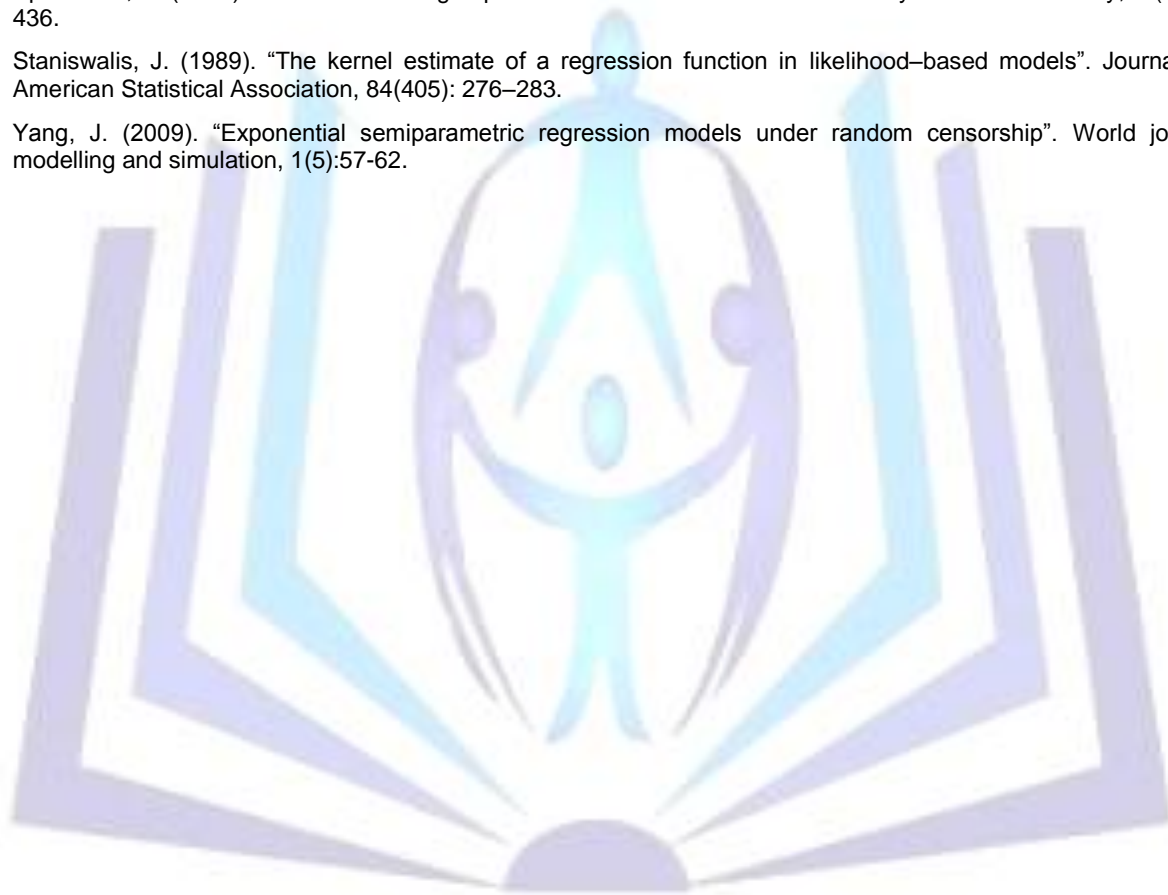 436.
Staniswalis, J. (1989). “The kernel estimate of a regression function in likelihood–based models”. Journa
American Statistical Association, 84(405): 276–283.
Yang, J. (2009). “Exponential semiparametric regression models under random censorship”. World jo
modelling and simulation, 1(5):57-62.